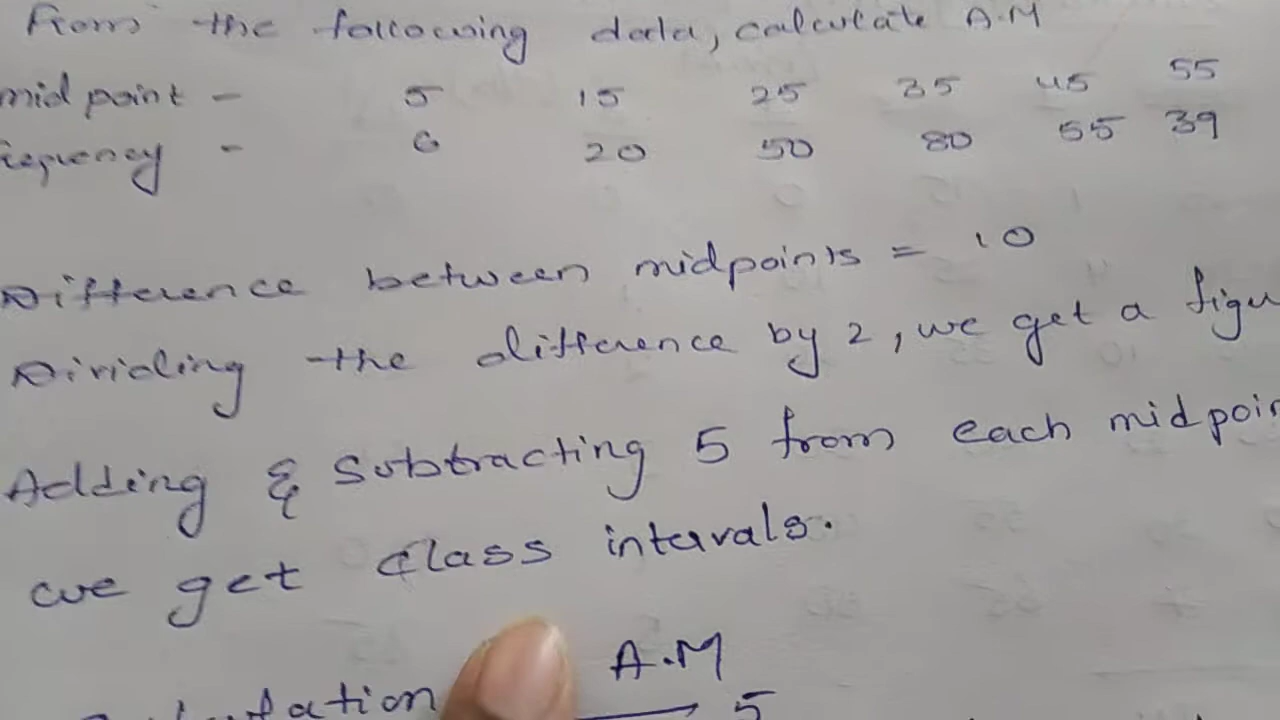 From the following data, calculate A.M
mid point - 5 15 25 35 45 55
requency - 6 20 50 80 55 39
Difference between midpoints = 10
Dividing the difference by 2, we get a figu
Adding & Subtracting 5 from each midpoin
we get class intervals.
A.M
5